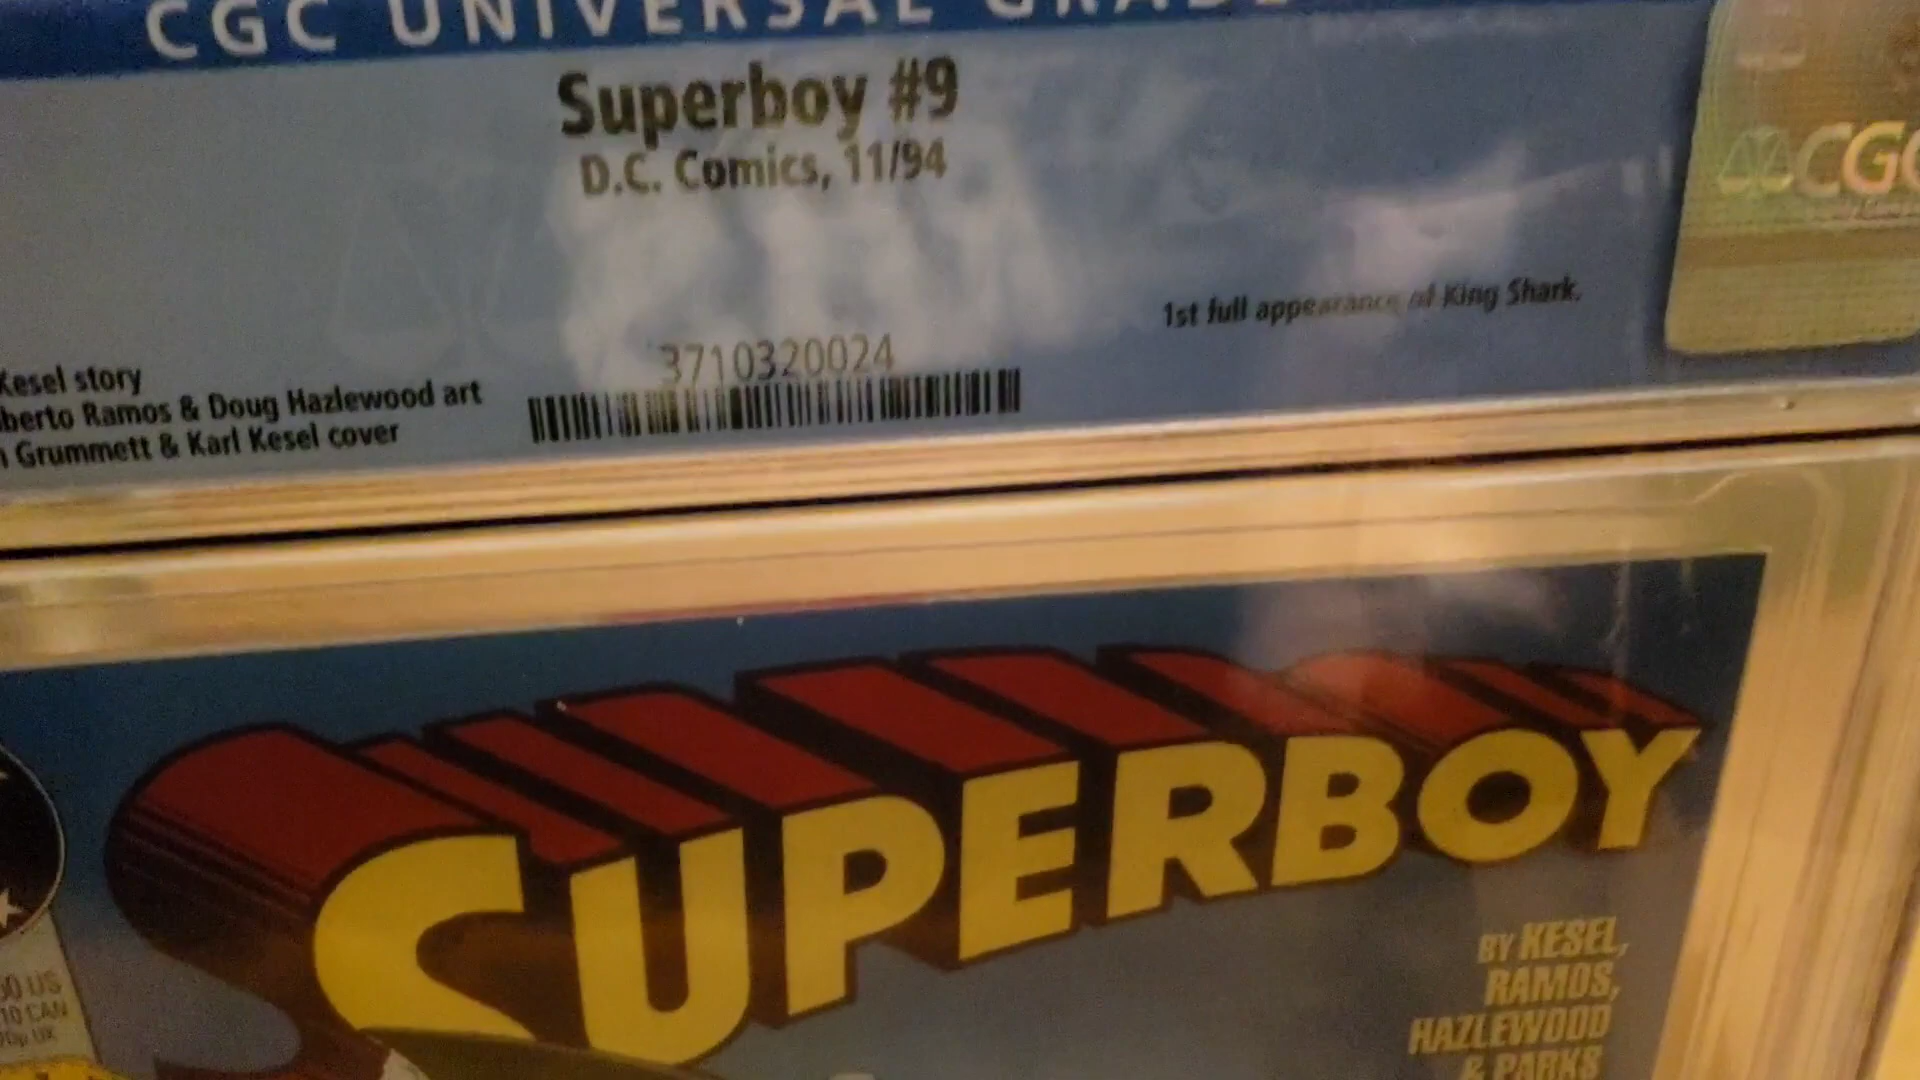 CGC UNIVERSAL GRADE
Superboy #9
D.C. Comics, 11/94
1st full appearance of King Shark.
CGC
3710320024
Kesel story
berto Ramos & Doug Hazlewood art
Grummett & Karl Kesel cover
SUPERBOY
BY KESEL,
RAMOS,
HAZLEWOOD
& PARKS
US
CAN
UK